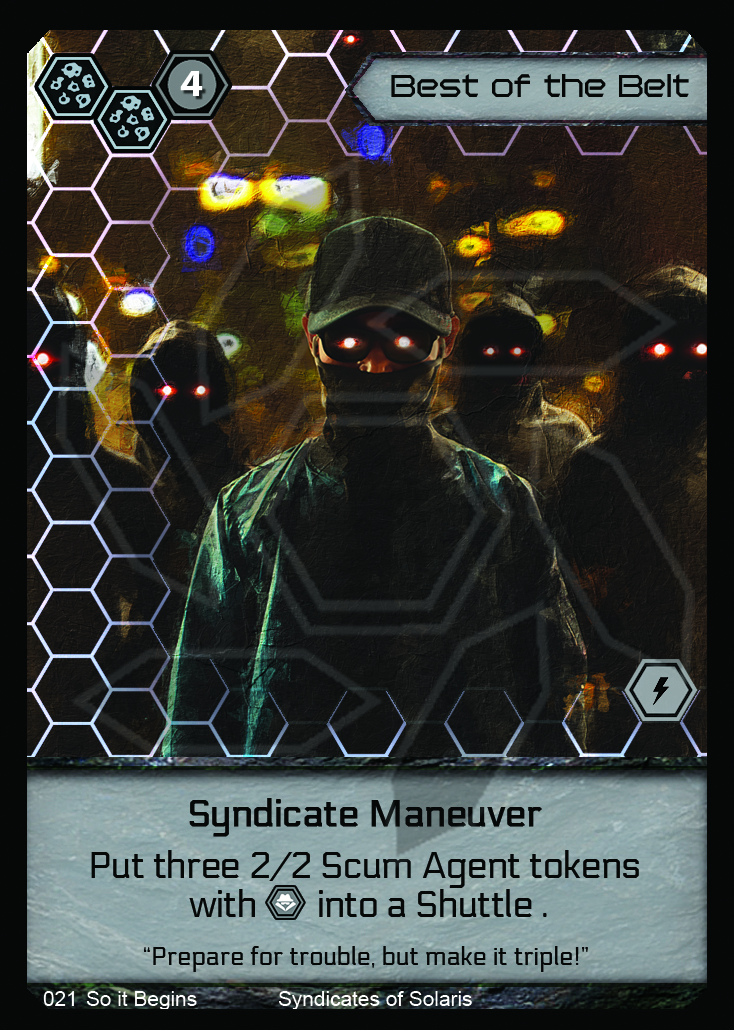 4
Best of the Belt
Syndicate Maneuver
Put three 2/2 Scum Agent tokens
with into a Shuttle .
“Prepare for trouble, but make it triple!”
021 So it Begins Syndicates of Solaris